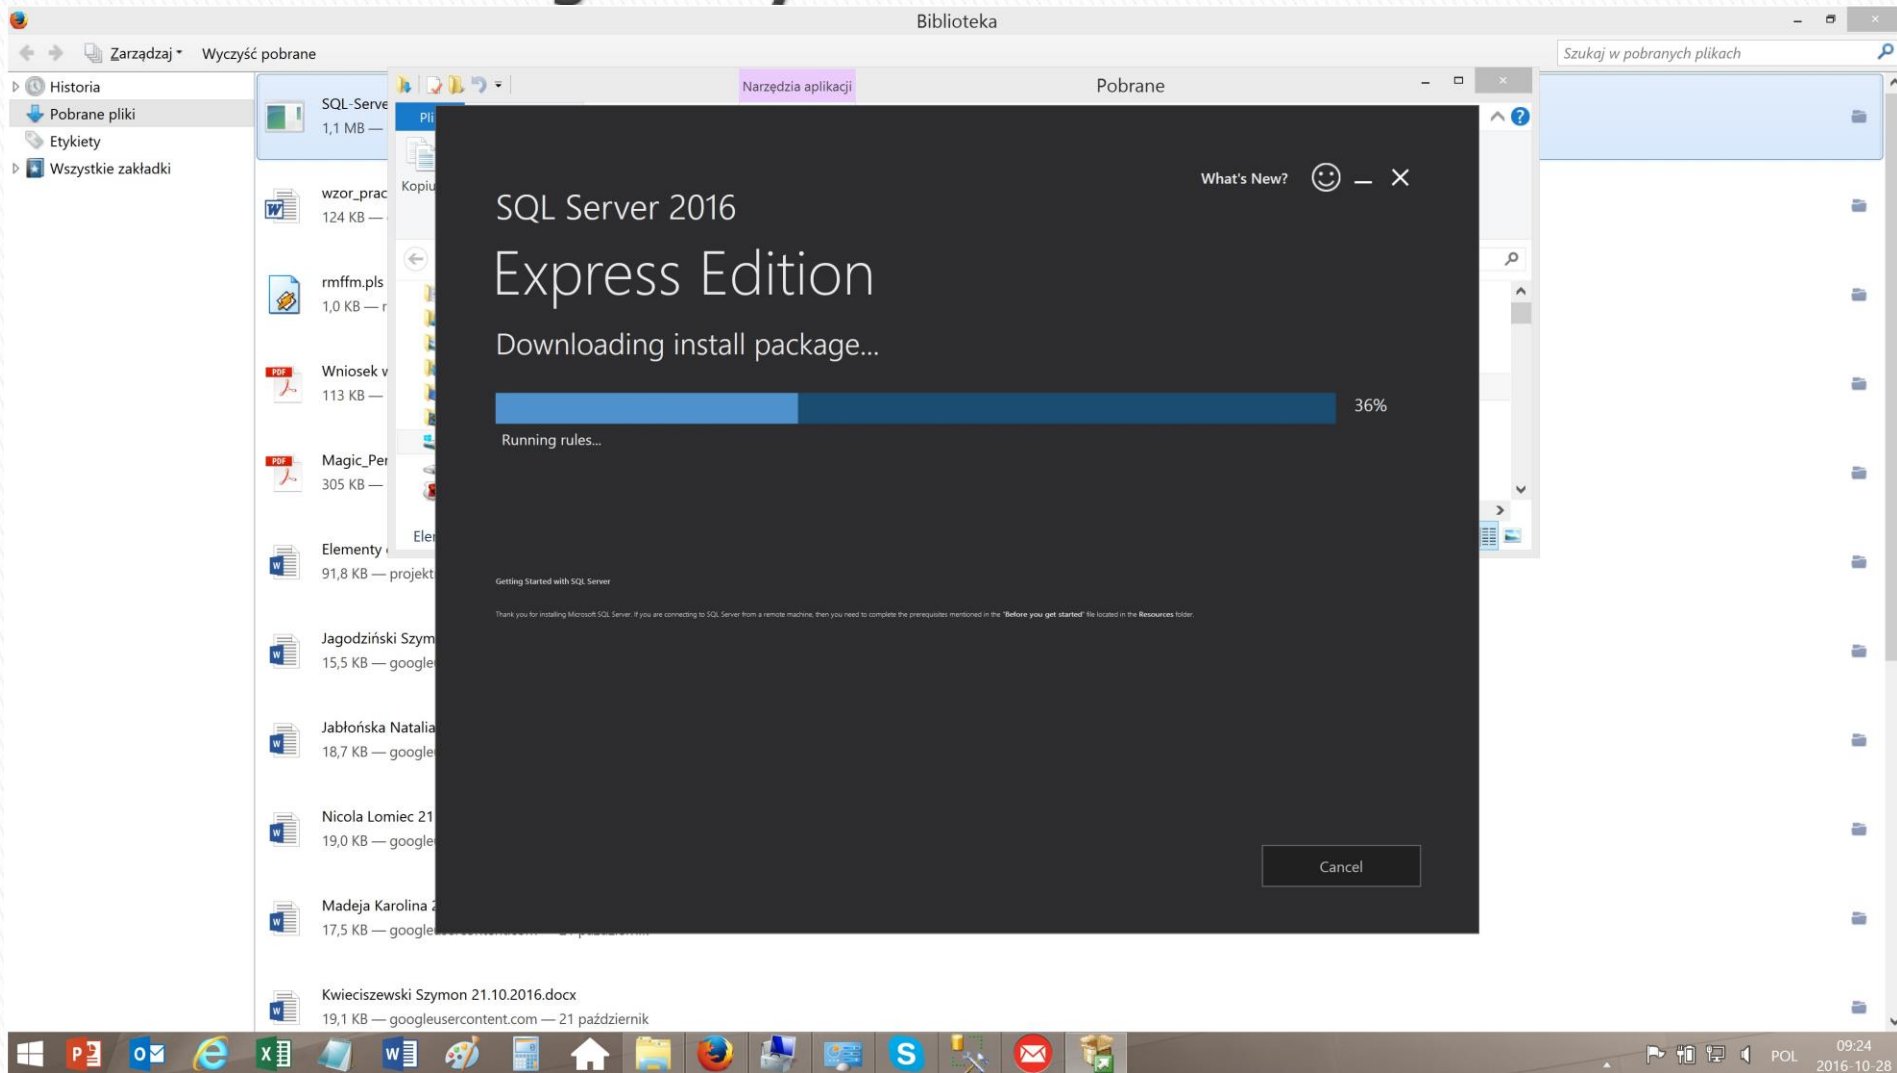 Biblioteka
Zarządzaj Wyczyść pobrane
Szukaj w pobranych plikach
Historia
Pobrane pliki
Etykiety
Wszystkie zakładki
SQL-Serve
1,1 MB —
wzor_prac
124 KB —
rmffm.pls
1,0 KB —
Wniosek
113 KB —
Magic_Per
305 KB —
Elementy
91,8 KB — projekt
Jagodziński Szym
15,5 KB — google
Jabłońska Natalia
18,7 KB — google
Nicola Lomiec 21
19,0 KB — google
Madeja Karolina
17,5 KB —
Kwieciszewski Szymon 21.10.2016.docx
19,1 KB — googleusercontent.com — 21 październik
Narzędzia aplikacji
Pobrane
Pli
Kopiu
Ele
What's New?
SQL Server 2016
Express Edition
Downloading install package...
36%
Running rules...
Getting Started with SQL Server
Thank you for installing Microsoft SQL Server. If you are connecting to SQL Server from a remote machine, then you need to complete the prerequisites mentioned in the "Before you get started" file located in the Resources folder.
Cancel
POL
09:24
2016-10-28